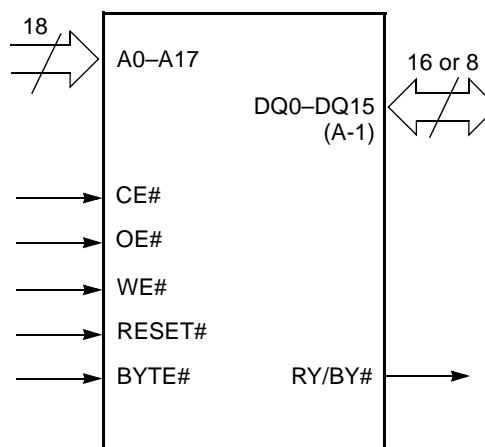 18
A0–A17
16 or 8
DQ0–DQ15
(A-1)
CE#
OE#
WE#
RESET#
BYTE#
RY/BY#